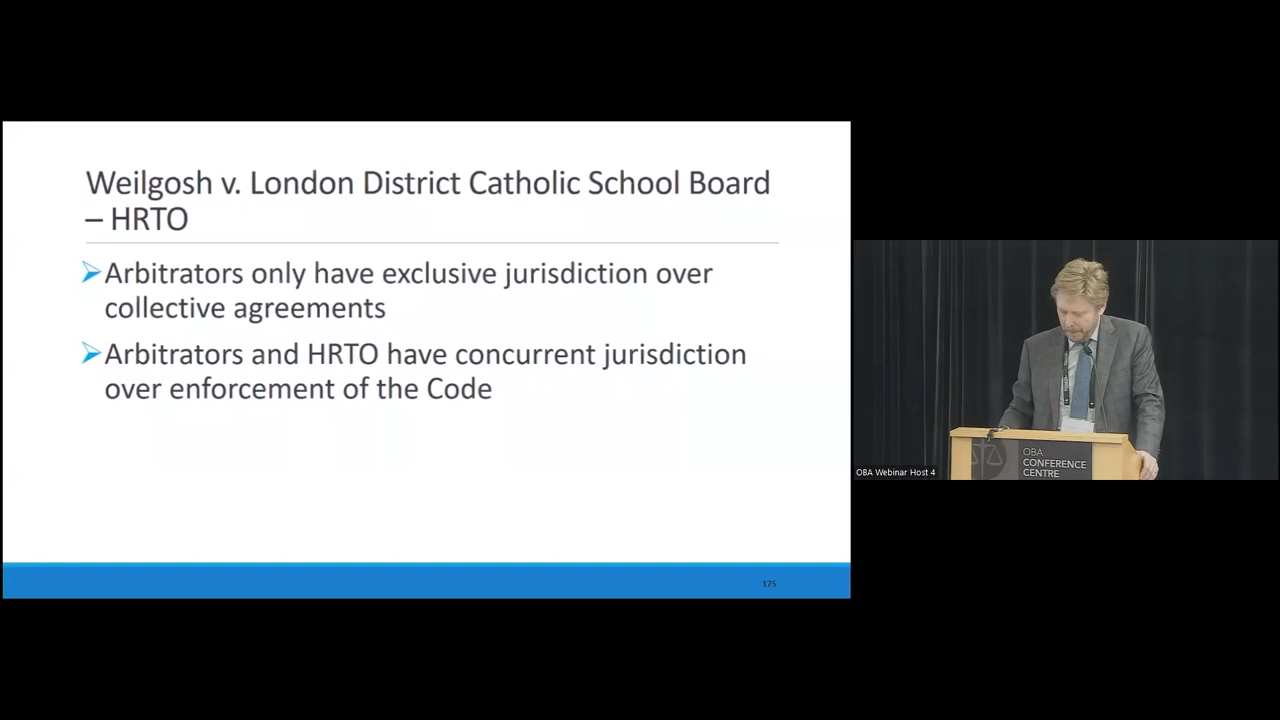 Weilgosh v. London District Catholic School Board
– HRTO
Arbitrators only have exclusive jurisdiction over
collective agreements
Arbitrators and HRTO have concurrent jurisdiction
over enforcement of the Code
175
OBA Webinar Host 4
OBA
CONFERENCE
CENTRE